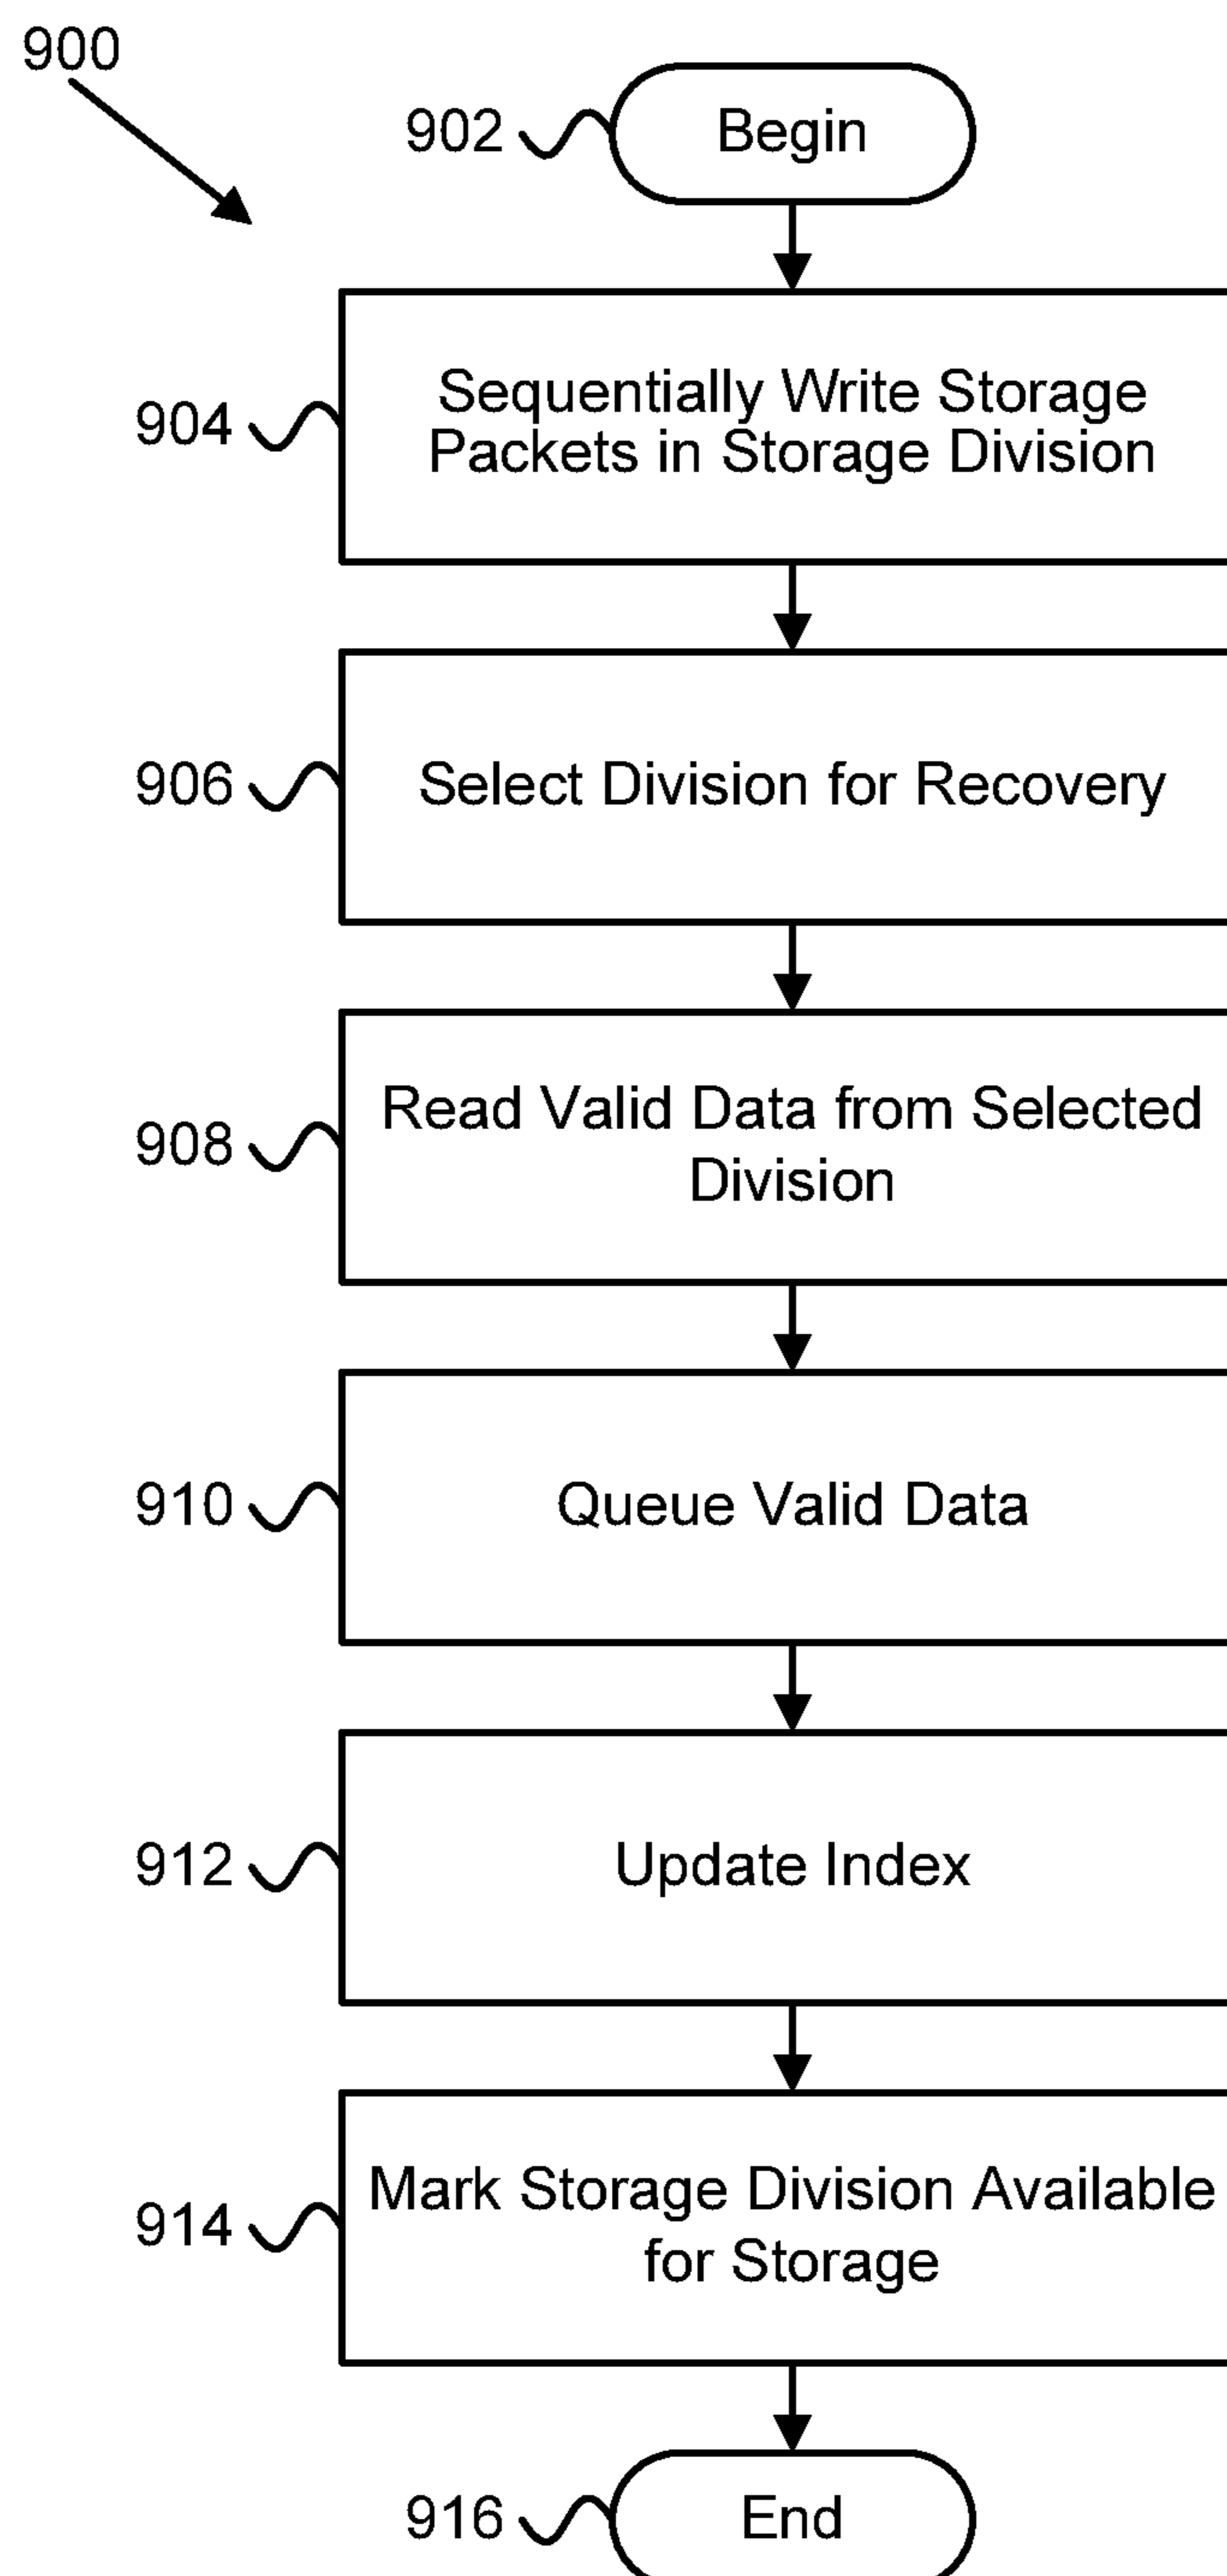 900
902
Begin
904
Sequentially Write Storage
Packets in Storage Division
906
Select Division for Recovery
908
Read Valid Data from Selected
Division
910
Queue Valid Data
912
Update Index
914
Mark Storage Division Available
for Storage
916
End